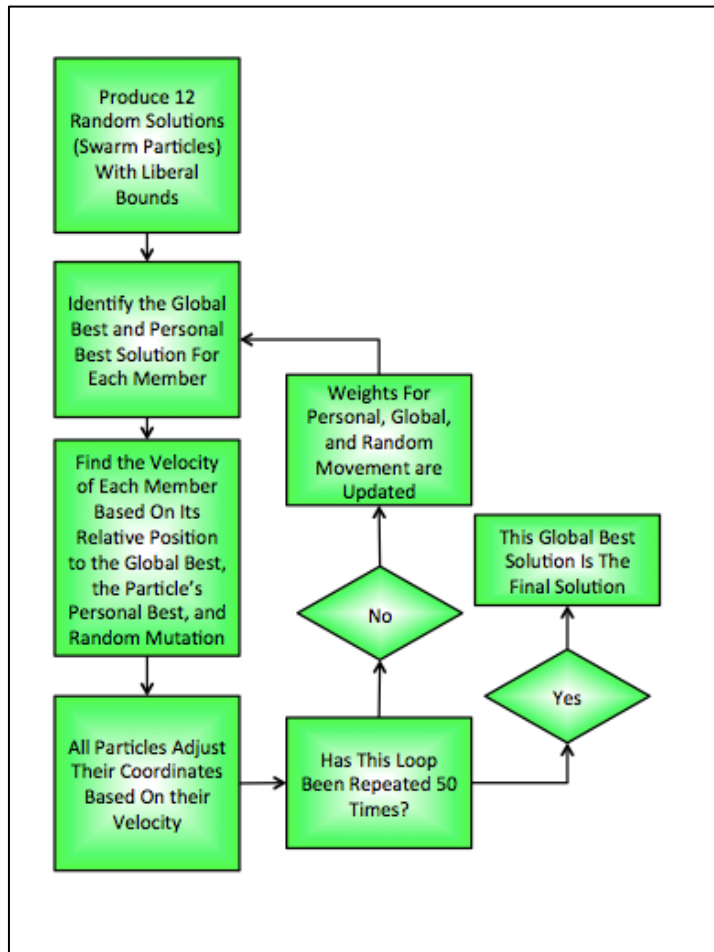 Produce 12
Random Solutions
(Swarm Particles)
With Liberal
Bounds
Identify the Global
Best and Personal
Best Solution For
Each Member
Find the Velocity
of Each Member
Based On Its
Relative Position
to the Global Best,
the Particle's
Personal Best, and
Random Mutation
All Particles Adjust
Their Coordinates
Based On their
Velocity
Has This Loop
Been Repeated 50
Times?
No
Weights For
Personal, Global,
and Random
Movement are
Updated
Yes
This Global Best
Solution Is The
Final Solution